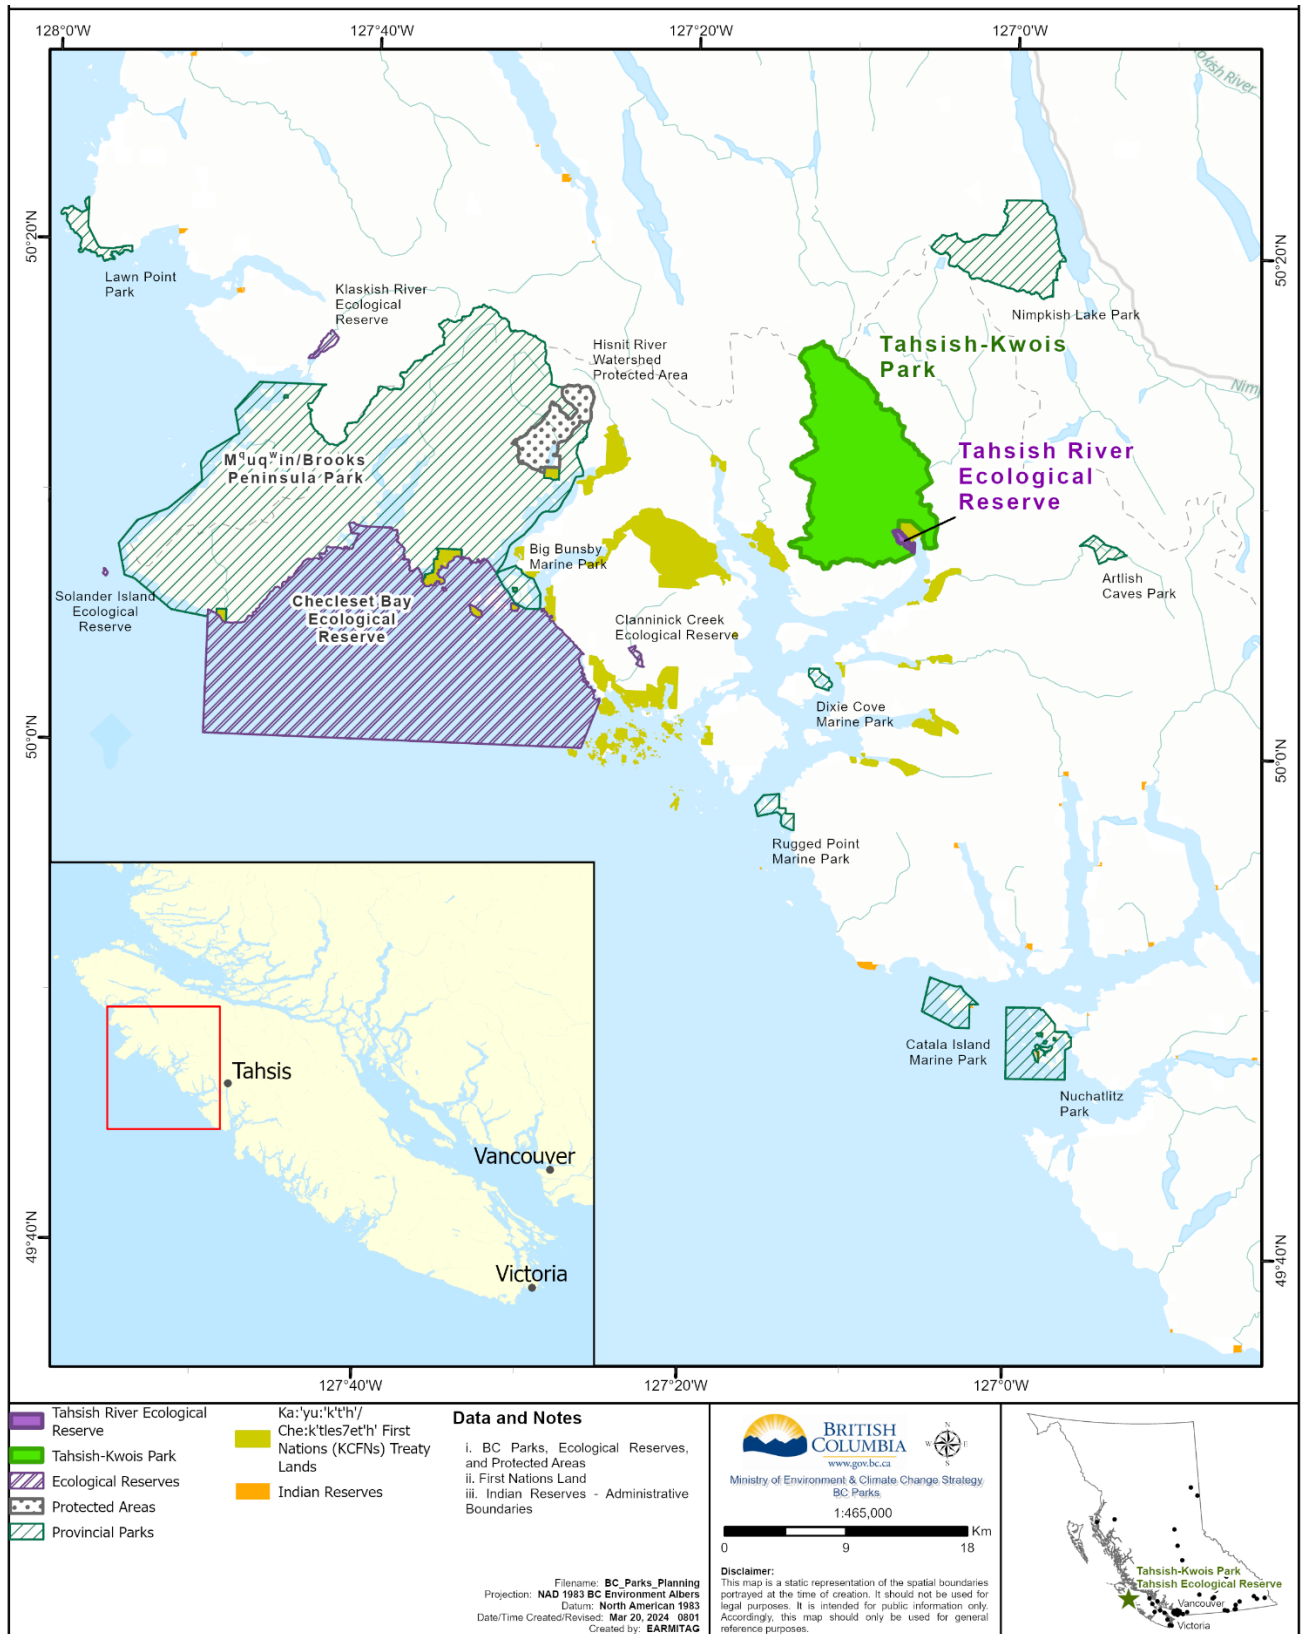 128°0'W
127°40'W
127°20'W
127°0'W
50°20'N
50°0'N
49°40'N
50°20'N
50°0'N
49°40'N
kish River
Lawn Point
Park
Klaskish River
Ecological
Reserve
Hisnit River
Watershed
Protected Area
Nimpkish Lake Park
Tahsish-Kwois
Park
Nim
MꟴuqʷIn/Brooks
Peninsula Park
Tahsish River
Ecological
Reserve
Big Bunsby
Marine Park
Solander Island
Ecological
Reserve
Checleset Bay
Ecological
Reserve
Clanninick Creek
Ecological Reserve
Artlish
Caves Park
Dixie Cove
Marine Park
Rugged Point
Marine Park
Catala Island
Marine Park
Nuchatlitz
Park
Tahsis
Vancouver
Victoria
127°40'W
127°20'W
127°0'W
Tahsish River Ecological
Reserve
Tahsish-Kwois Park
Ecological Reserves
Protected Areas
Provincial Parks
Ka:'yu:'k't'h'/
Che:k'tles7et'h' First
Nations (KCFNs) Treaty
Lands
Indian Reserves
Data and Notes
i. BC Parks, Ecological Reserves,
and Protected Areas
ii. First Nations Land
iii. Indian Reserves - Administrative
Boundaries
Filename: BC_Parks_Planning
Projection: NAD 1983 BC Environment Albers
Datum: North American 1983
Date/Time Created/Revised: Mar 20, 2024 0801
Created by: EARMITAG
BRITISH
COLUMBIA
www.gov.bc.ca
N
W E
S
Ministry of Environment & Climate Change Strategy
BC Parks
1:465,000
Km
0 9 18
Disclaimer:
This map is a static representation of the spatial boundaries
portrayed at the time of creation. It should not be used for
legal purposes. It is intended for public information only.
Accordingly, this map should only be used for general
reference purposes.
Tahsish-Kwois Park
Tahsish Ecological Reserve
Vancouver
Victoria